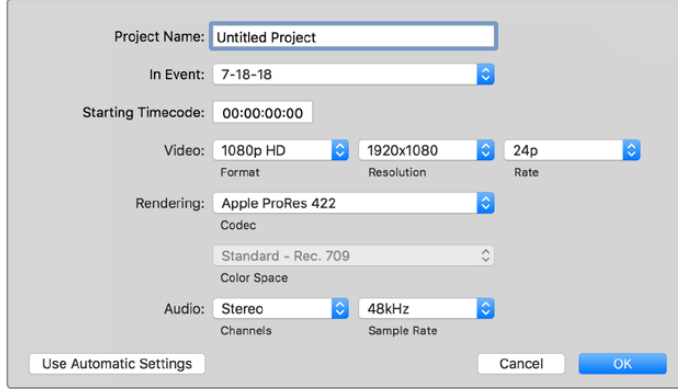 Project Name: Untitled Project
In Event: 7-18-18
Starting Timecode: 00:00:00:00
Video: 1080p HD 1920x1080 24p
Format Resolution Rate
Rendering: Apple ProRes 422
Codec
Standard - Rec. 709
Color Space
Audio: Stereo 48kHz
Channels Sample Rate
Use Automatic Settings Cancel OK